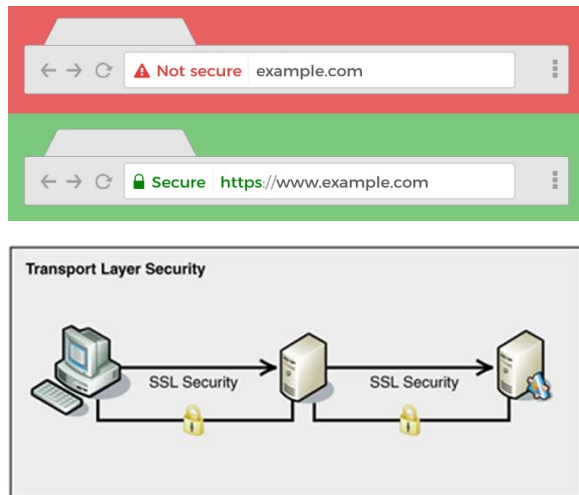 Not secure example.com
Secure https://www.example.com
Transport Layer Security
SSL Security SSL Security